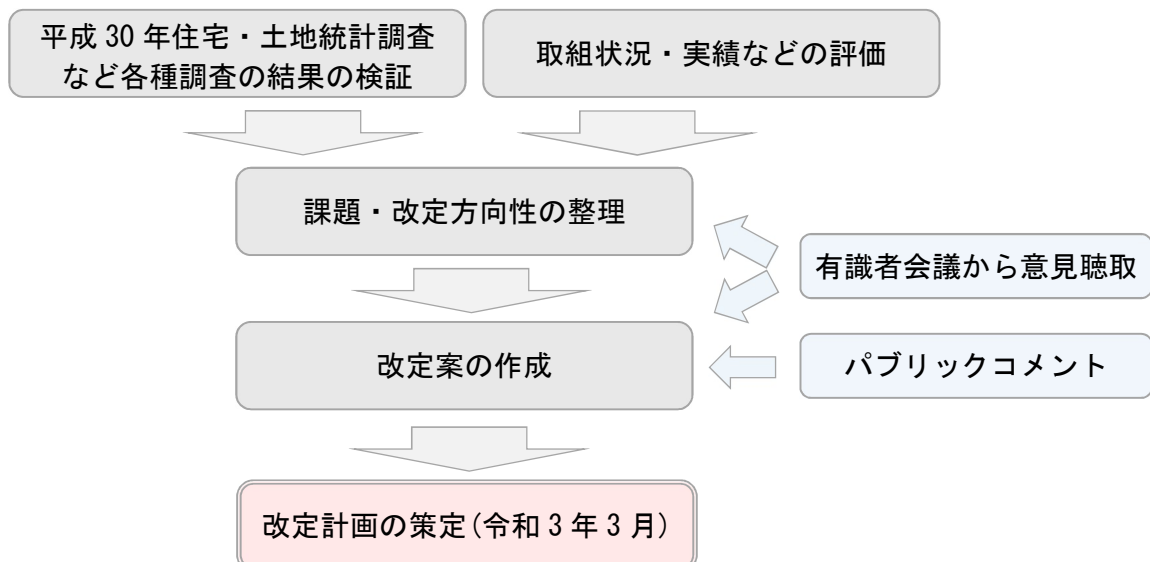 平成 30 年住宅・土地統計調査
など各種調査の結果の検証
取組状況・実績などの評価
課題・改定方向性の整理
有識者会議から意見聴取
改定案の作成
パブリックコメント
改定計画の策定(令和 3 年 3 月)